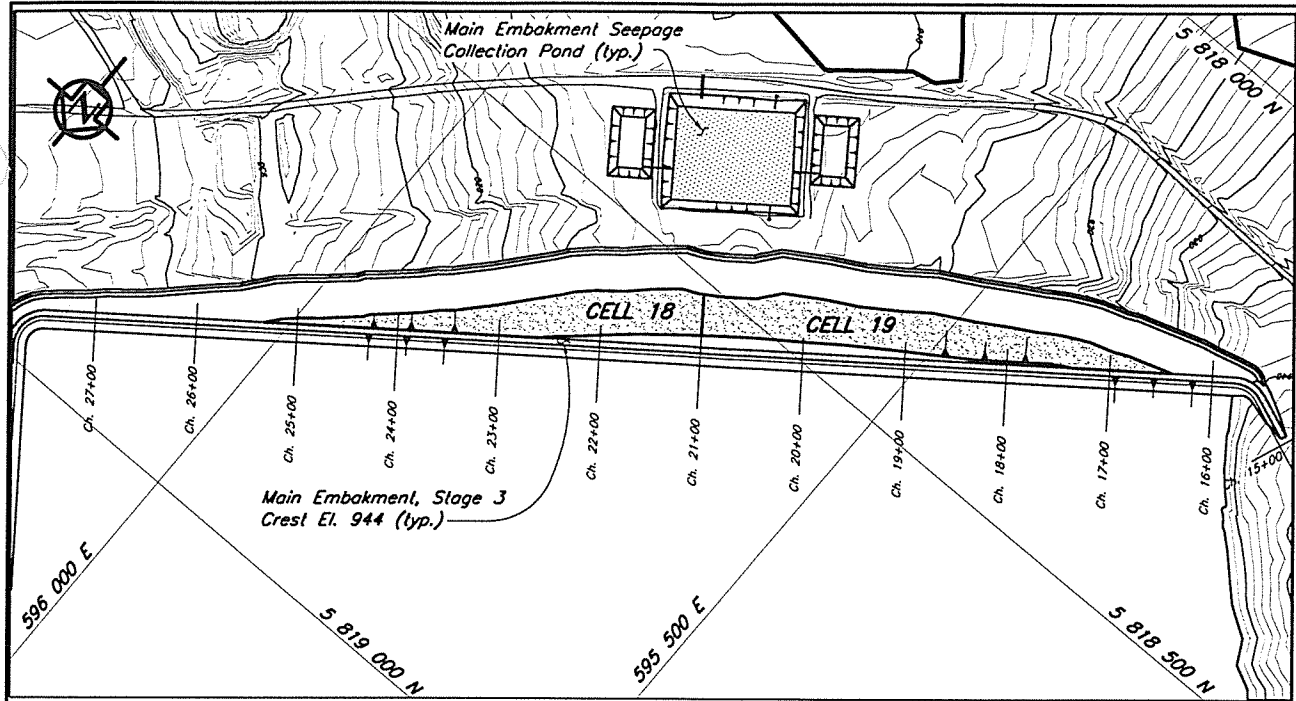 Main Embakment Seepage
Collection Pond (typ.)
5 818 000 N
CELL 18
CELL 19
Ch. 27+00
Ch. 26+00
Ch. 25+00
Ch. 24+00
Ch. 23+00
Ch. 22+00
Ch. 21+00
Ch. 20+00
Ch. 19+00
Ch. 18+00
Ch. 17+00
Ch. 16+00
15+00
Main Embakment, Stage 3
Crest El. 944 (typ.)
596 000 E
5 819 000 N
595 500 E
5 818 500 N